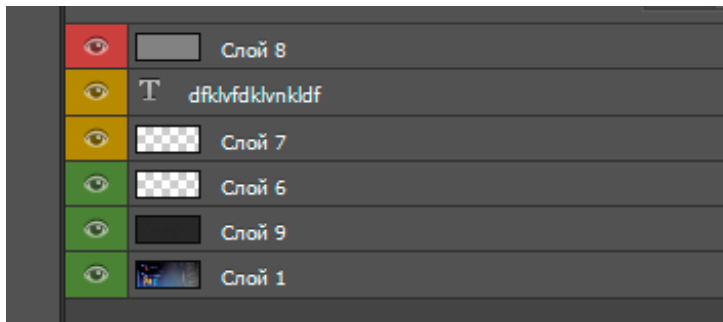 Слой 8
T dfklvfdklvnkldf
Слой 7
Слой 6
Слой 9
Слой 1